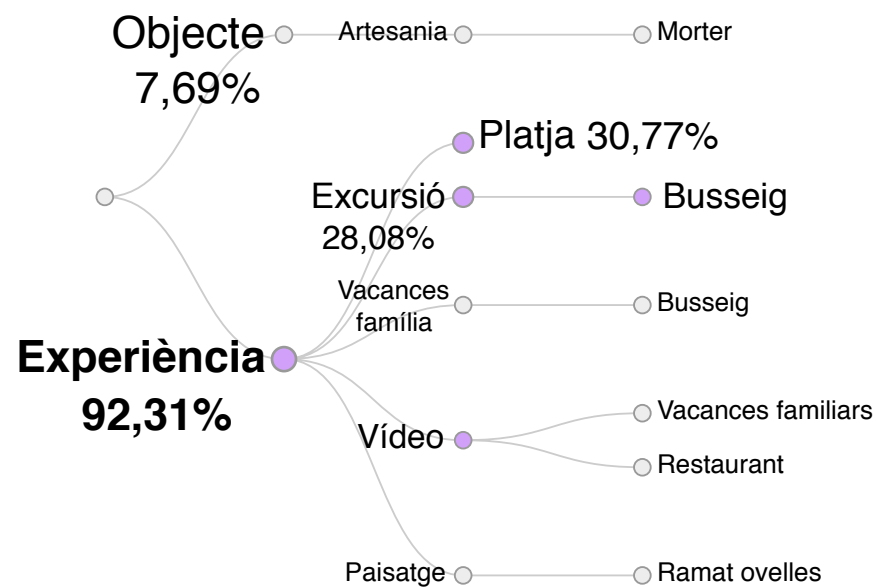 Objecte
7,69%
Artesania
Morter
Platja 30,77%
Excursió
28,08%
Busseig
Vacances
família
Busseig
Experiència
92,31%
Vídeo
Vacances familiars
Restaurant
Paisatge
Ramat ovelles